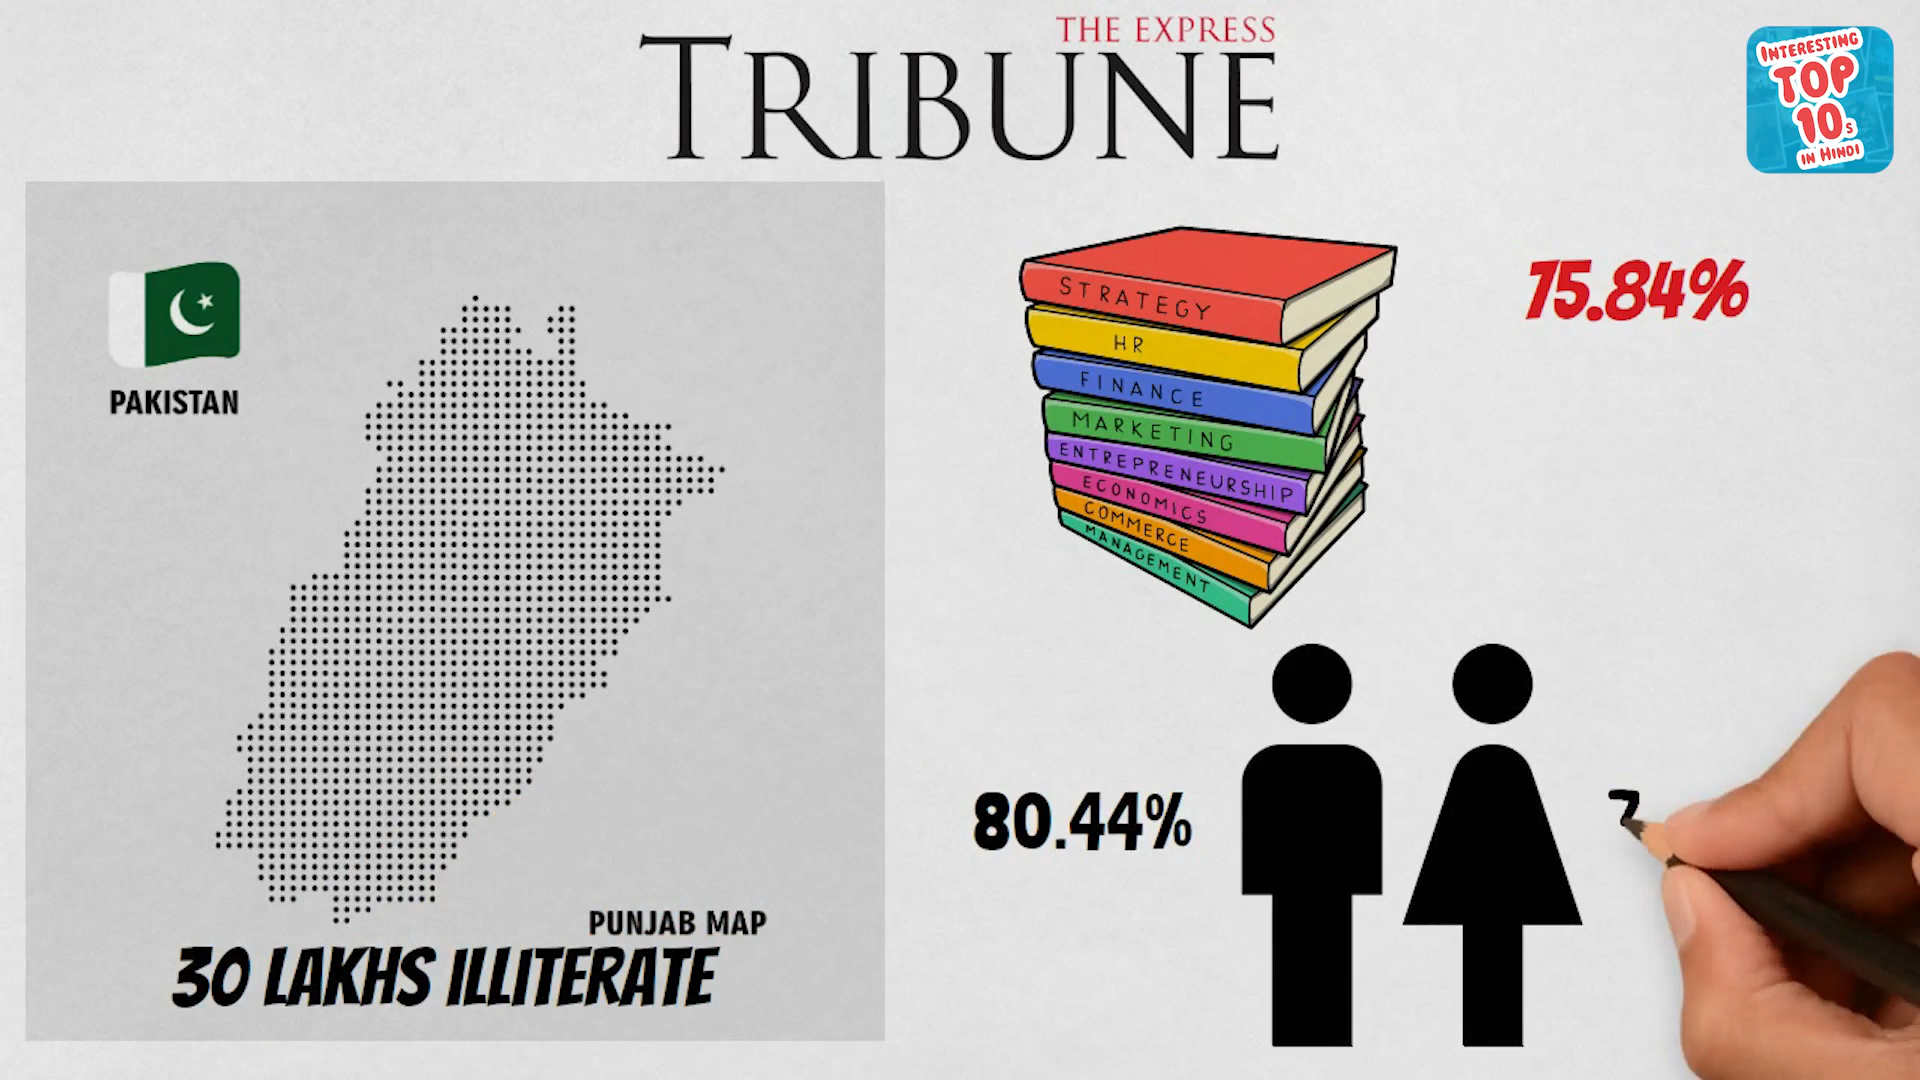 THE EXPRESS
TRIBUNE
INTERESTING
TOP
10s
IN HINDI
PAKISTAN
PUNJAB MAP
30 LAKHS ILLITERATE
STRATEGY
HR
FINANCE
MARKETING
ENTREPRENEURSHIP
ECONOMICS
COMMERCE
MANAGEMENT
75.84%
80.44%
7